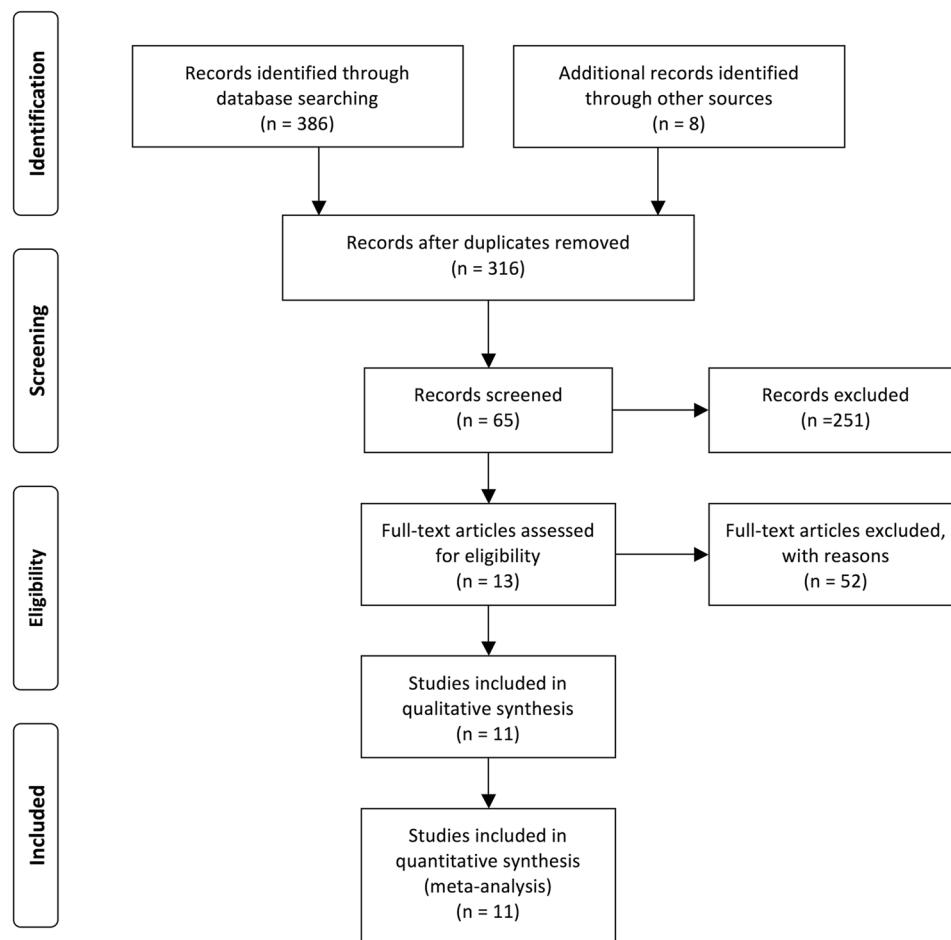 Identification
Records identified through
database searching
(n = 386)
Additional records identified
through other sources
(n = 8)
Records after duplicates removed
(n = 316)
Screening
Records screened
(n = 65)
Records excluded
(n =251)
Eligibility
Full-text articles assessed
for eligibility
(n = 13)
Full-text articles excluded,
with reasons
(n = 52)
Studies included in
qualitative synthesis
(n = 11)
Included
Studies included in
quantitative synthesis
(meta-analysis)
(n = 11)